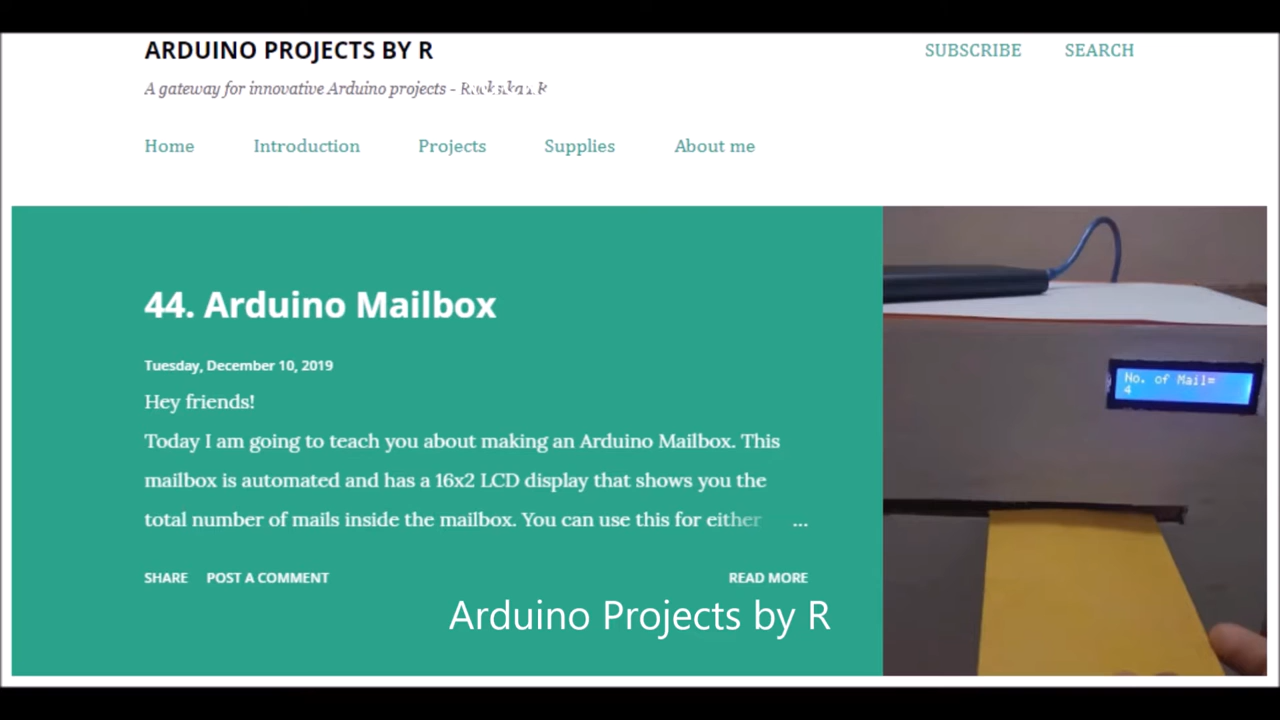 ARDUINO PROJECTS BY R
SUBSCRIBE
SEARCH
A gateway for innovative Arduino projects -
Home
Introduction
Projects
Supplies
About me
44. Arduino Mailbox
Tuesday, December 10, 2019
Hey friends!
Today I am going to teach you about making an Arduino Mailbox. This
mailbox is automated and has a 16x2 LCD display that shows you the
total number of mails inside the mailbox. You can use this for either ...
SHARE
POST A COMMENT
READ MORE
Arduino Projects by R
No. of Mail=
4